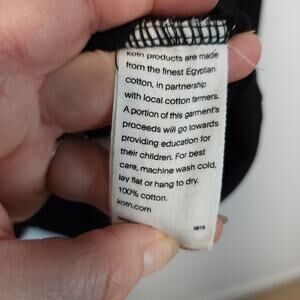 kotn products are made
from the finest Egyptian
cotton, in partnership
with local cotton farmers.
A portion of this garment's
proceeds will go towards
providing education for
their children. For best
care, machine wash cold,
lay flat or hang to dry.
100% cotton.
kotn.com